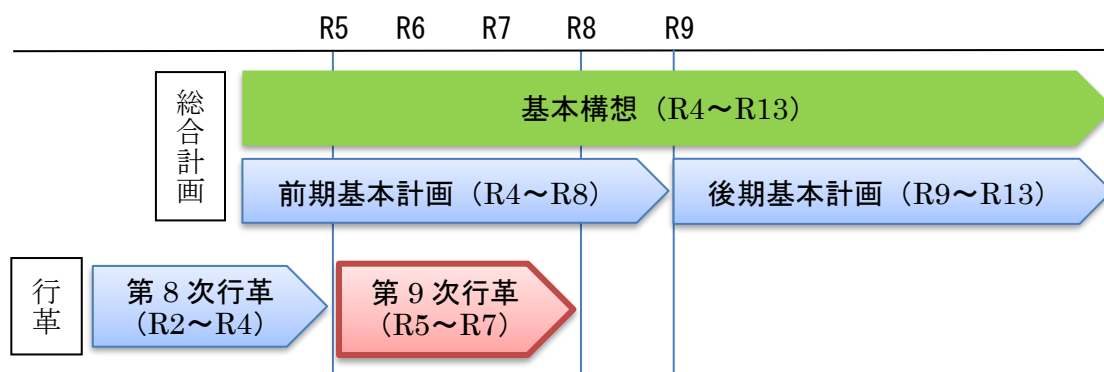 R5 R6 R7 R8 R9
総合計画
基本構想（R4～R13）
前期基本計画（R4～R8）
後期基本計画（R9～R13）
行革
第 8 次行革
（R2～R4）
第 9 次行革
（R5～R7）